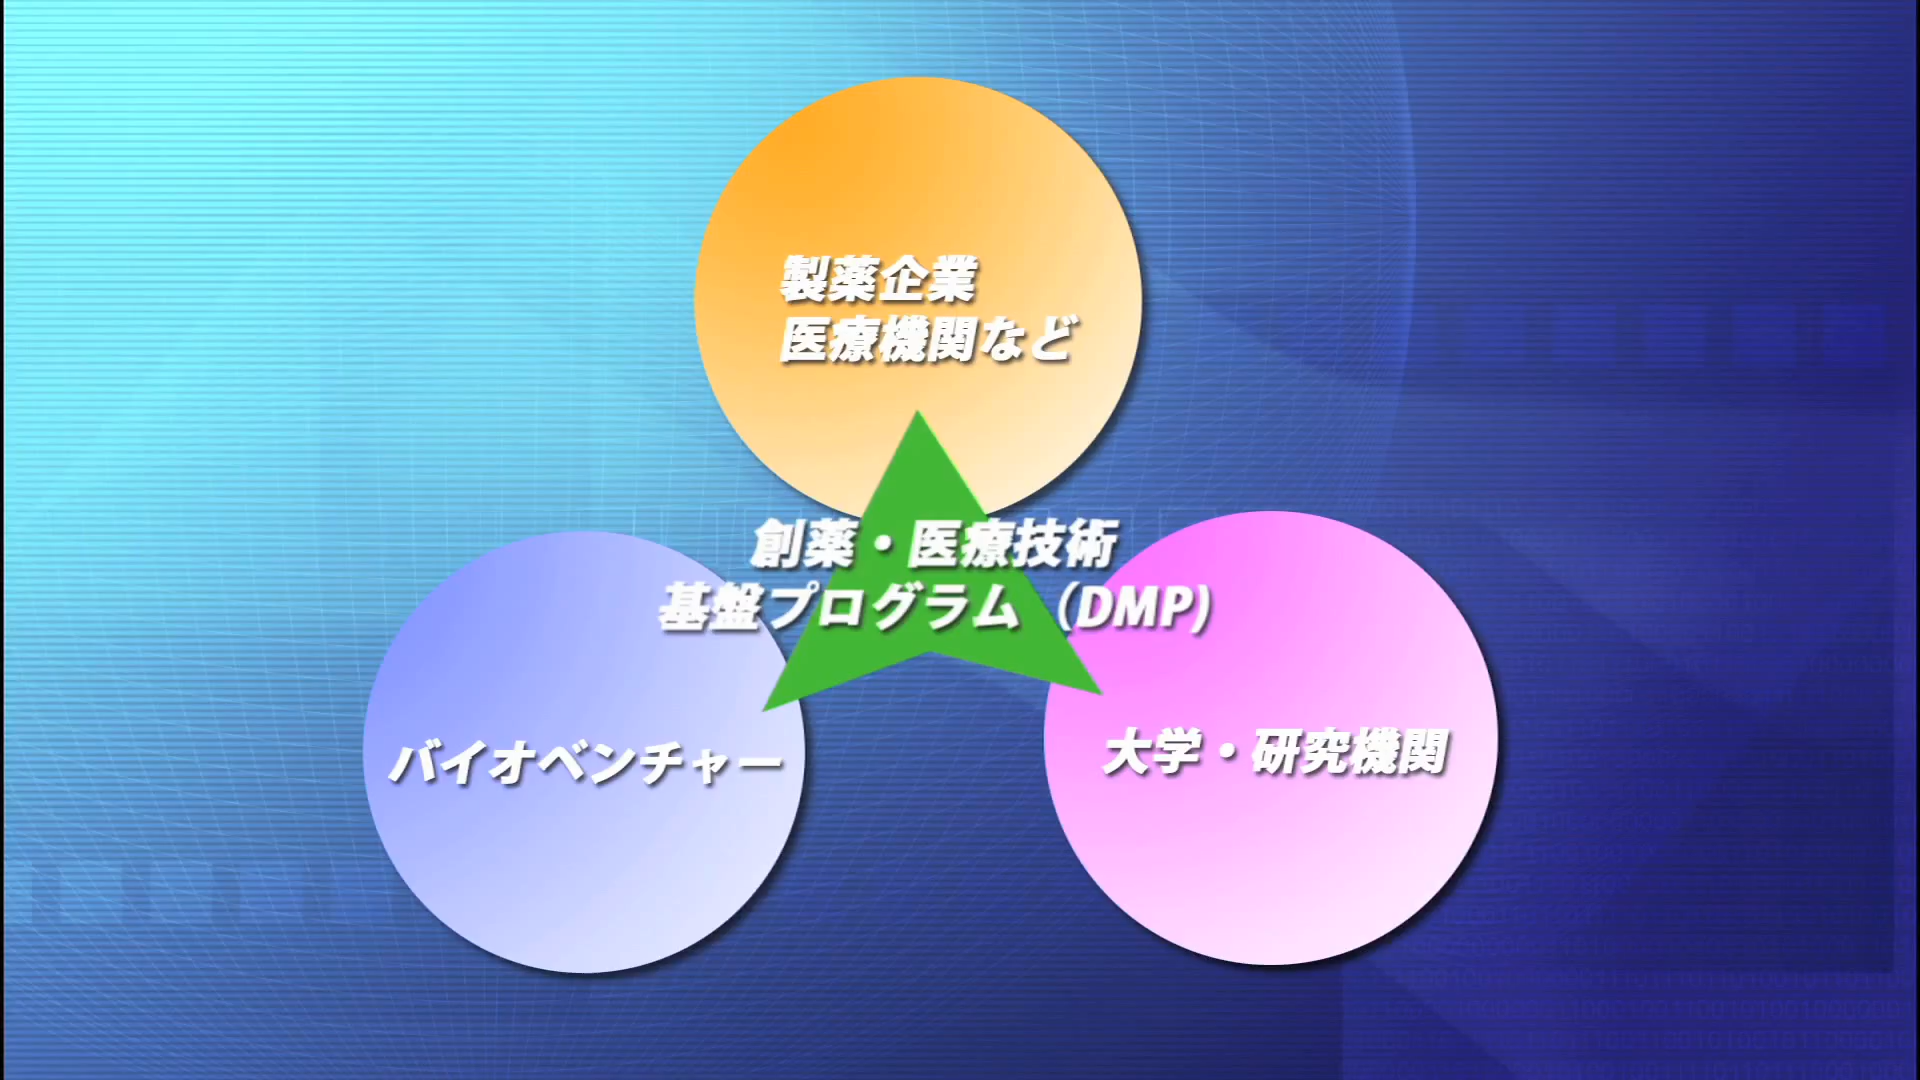 製薬企業
医療機関など
創薬・医療技術
基盤プログラム（DMP)
バイオベンチャー
大学・研究機関